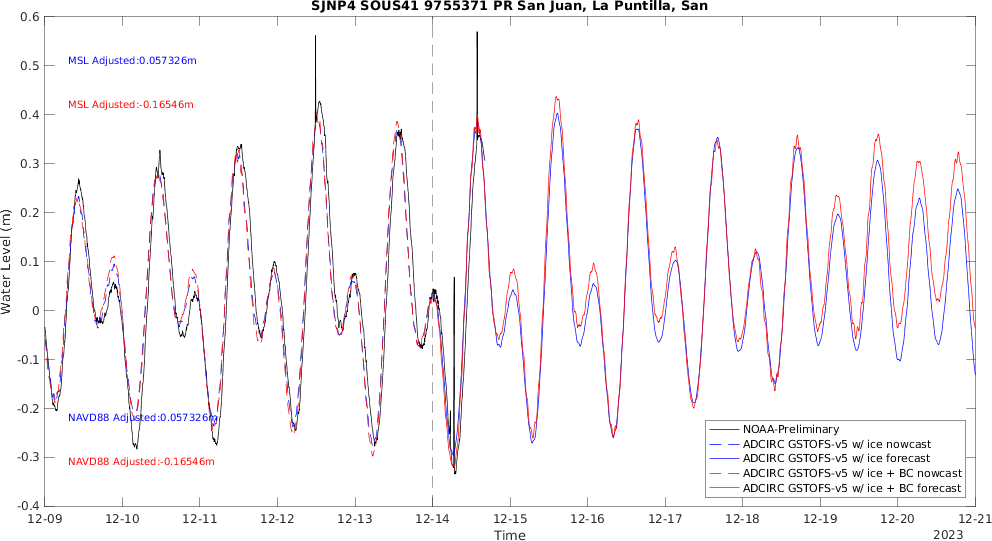 SJNP4 SOUS41 9755371 PR San Juan, La Puntilla, San
0.6
0.5
0.4
0.3
0.2
0.1
0
-0.1
-0.2
-0.3
-0.4
Water Level (m)
MSL Adjusted:0.057326m
MSL Adjusted:-0.16546m
NAVD88 Adjusted:0.057326m
NAVD88 Adjusted:-0.16546m
NOAA-Preliminary
ADCIRC GSTOFS-v5 w/ ice nowcast
ADCIRC GSTOFS-v5 w/ ice forecast
ADCIRC GSTOFS-v5 w/ ice + BC nowcast
ADCIRC GSTOFS-v5 w/ ice + BC forecast
12-09 12-10 12-11 12-12 12-13 12-14 12-15 12-16 12-17 12-18 12-19 12-20 12-21
Time
2023